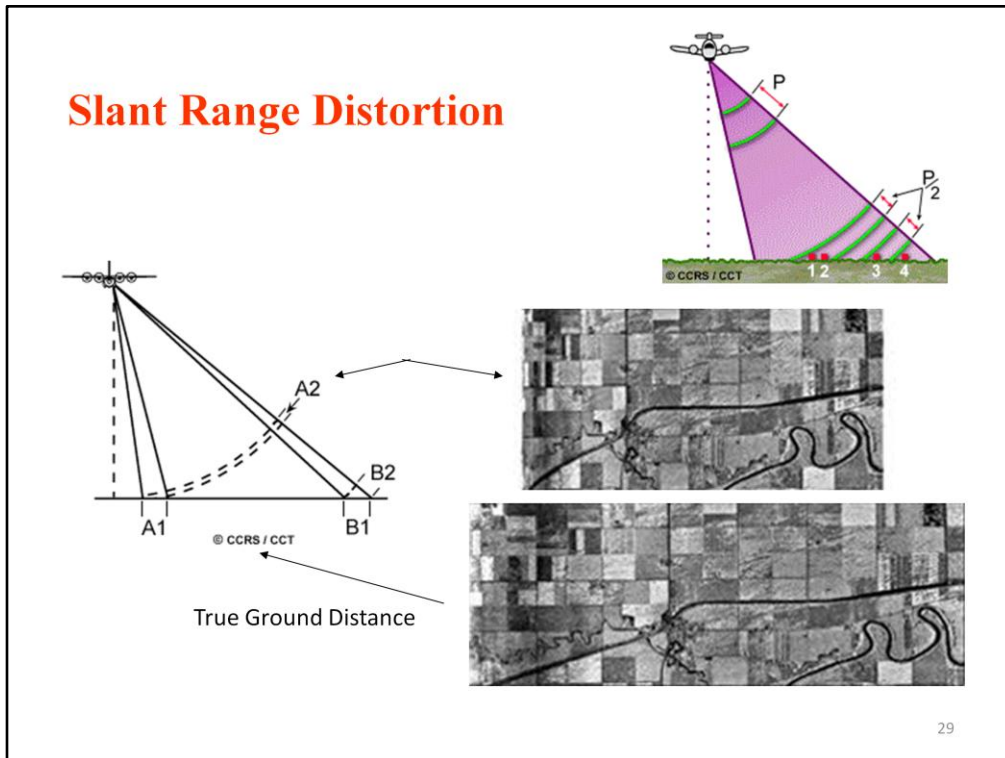 Slant Range Distortion
P
P/2
1 2 3 4
© CCRS / CCT
A2
B2
A1
B1
© CCRS / CCT
True Ground Distance
29